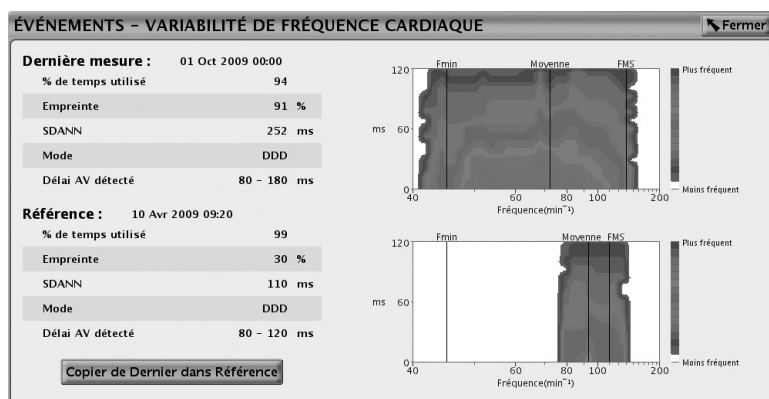 ÉVÉNEMENTS - VARIABILITÉ DE FRÉQUENCE CARDIAQUE
Fermer
Dernière mesure : 01 Oct 2009 00:00
% de temps utilisé 94
Empreinte 91 %
SDANN 252 ms
Mode DDD
Délai AV détecté 80 - 180 ms
Référence : 10 Avr 2009 09:20
% de temps utilisé 99
Empreinte 30 %
SDANN 110 ms
Mode DDD
Délai AV détecté 80 - 120 ms
Copier de Dernier dans Référence
Fmin Moyenne FMS
120
ms 60
0
40 60 80 100 200
Fréquence(min⁻¹)
Plus fréquent
Moins fréquent
Fmin Moyenne FMS
120
ms 60
0
40 60 80 100 200
Fréquence(min⁻¹)
Plus fréquent
Moins fréquent